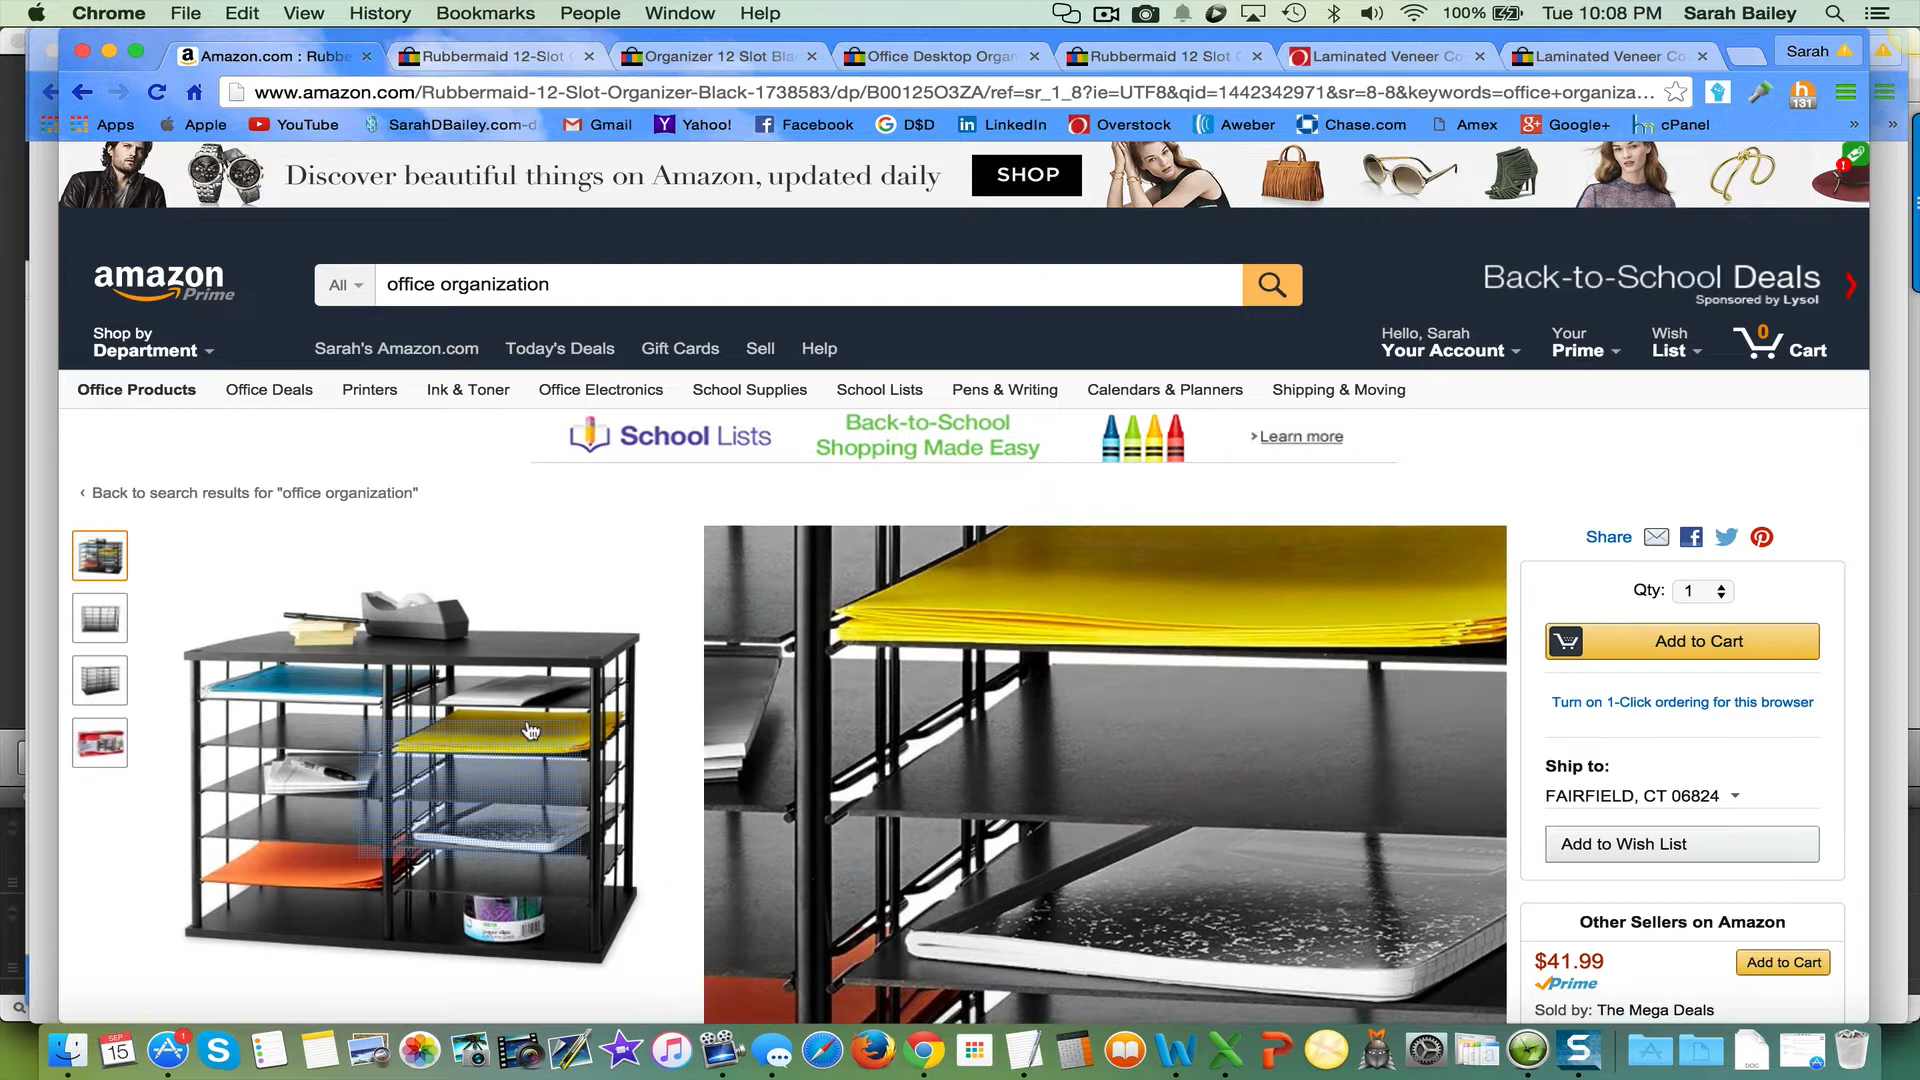 Chrome File Edit View History Bookmarks People Window Help 100% Tue 10:08 PM Sarah Bailey
Amazon.com : Rubbe Rubbermaid 12-Slot Organizer 12 Slot Bla Office Desktop Organ Rubbermaid 12 Slot Laminated Veneer Co Laminated Veneer Co Sarah
www.amazon.com/Rubbermaid-12-Slot-Organizer-Black-1738583/dp/B00125O3ZA/ref=sr_1_8?ie=UTF8&qid=1442342971&sr=8-8&keywords=office+organiza... 131
Apps Apple YouTube SarahDBailey.com-d Gmail Yahoo! Facebook D$D LinkedIn Overstock Aweber Chase.com Amex Google+ cPanel »
Discover beautiful things on Amazon, updated daily SHOP
amazon Prime
All office organization
Back-to-School Deals
Sponsored by Lysol
Shop by
Department
Sarah's Amazon.com Today's Deals Gift Cards Sell Help
Hello, Sarah
Your Account
Your
Prime
Wish
List
0
Cart
Office Products Office Deals Printers Ink & Toner Office Electronics School Supplies School Lists Pens & Writing Calendars & Planners Shipping & Moving
School Lists
Back-to-School
Shopping Made Easy
› Learn more
‹ Back to search results for "office organization"
Share
Qty: 1
Add to Cart
Turn on 1-Click ordering for this browser
Ship to:
FAIRFIELD, CT 06824
Add to Wish List
Other Sellers on Amazon
$41.99 Add to Cart
Prime
Sold by: The Mega Deals
SEP
15
1
DOC